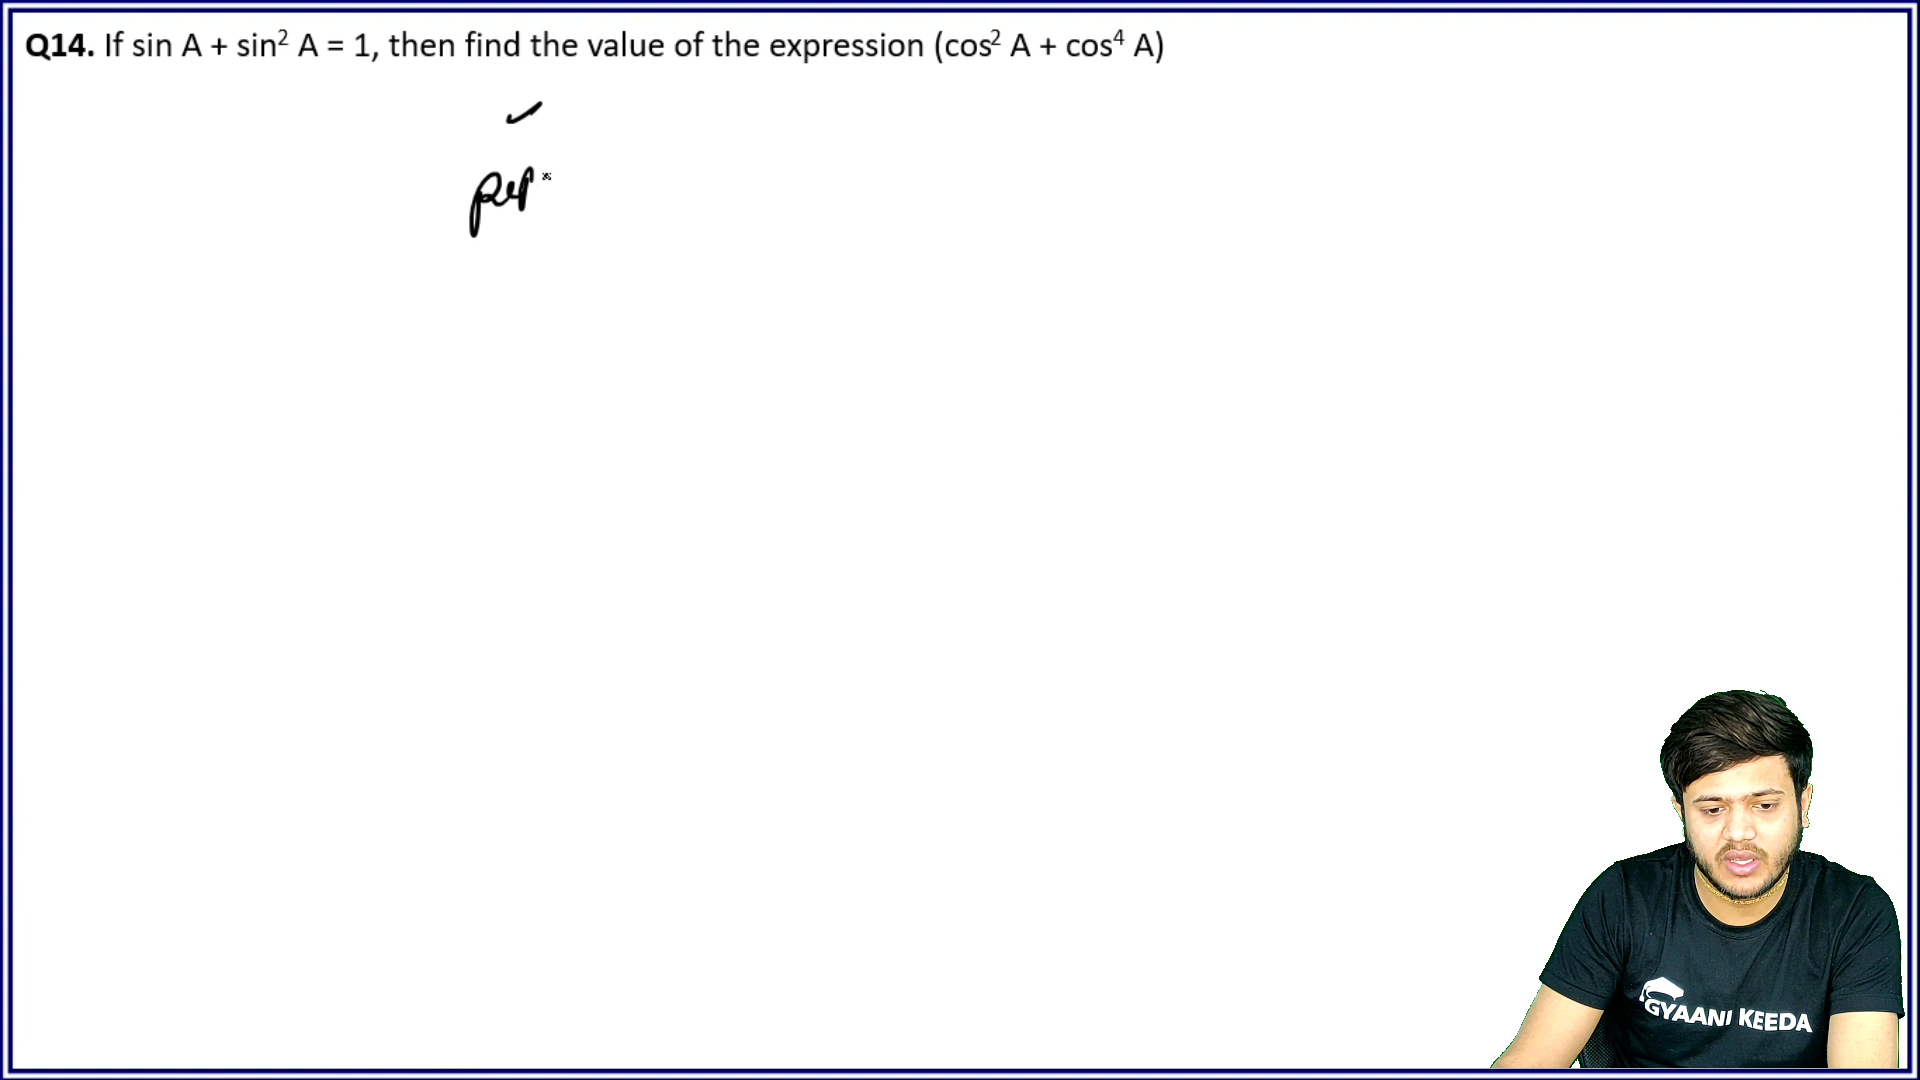 Q14. If sin A + sin² A = 1, then find the value of the expression (cos² A + cos⁴ A)
GYAANI KEEDA